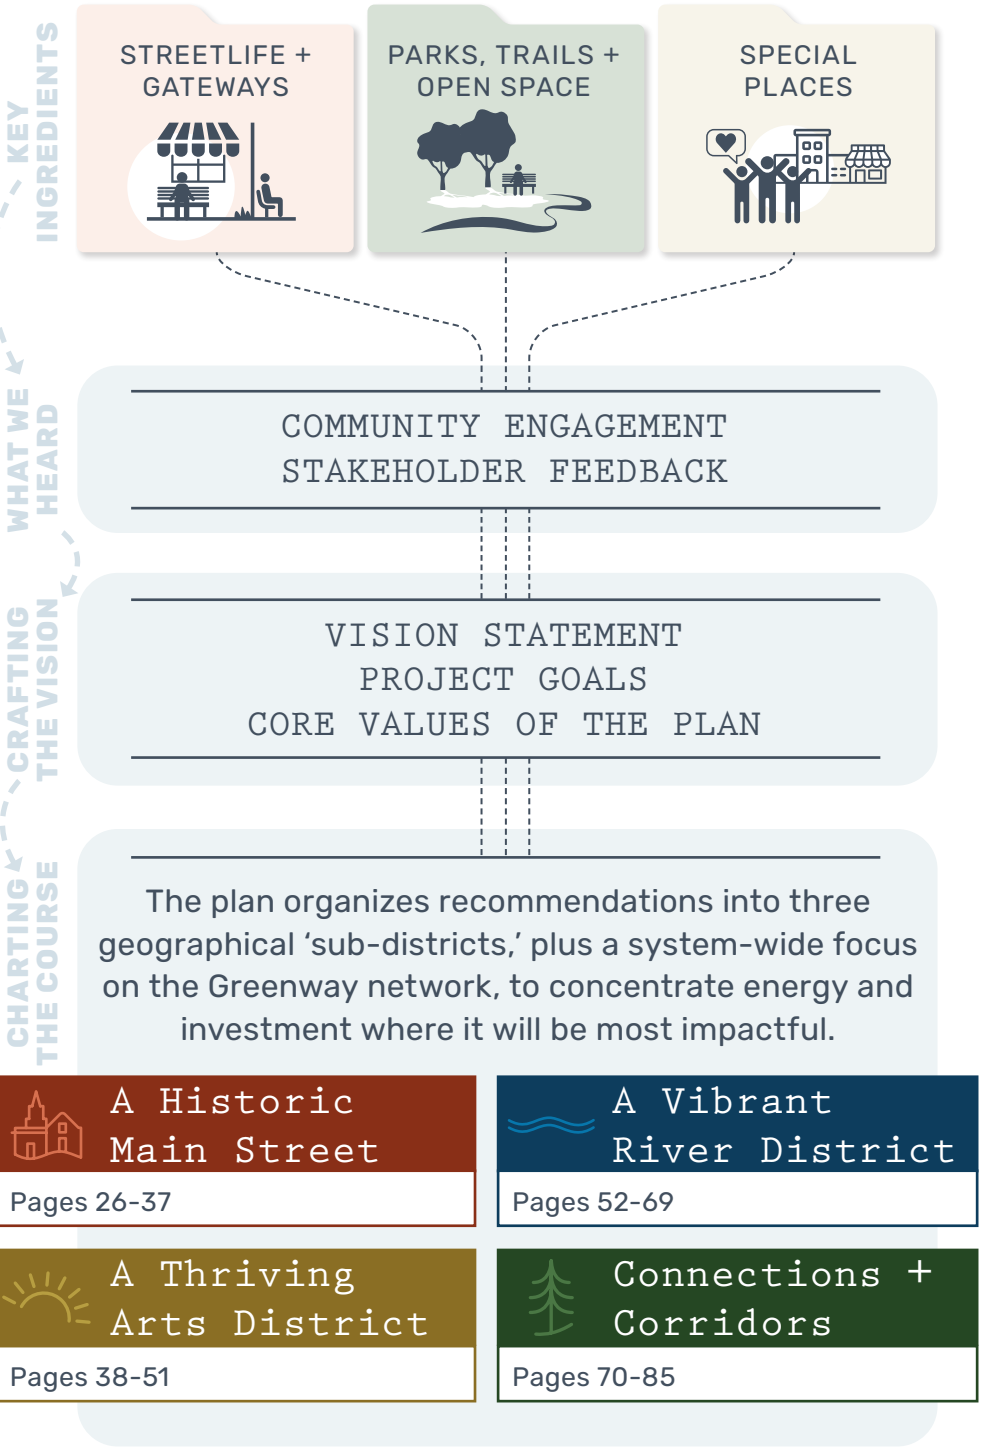 KEY
INGREDIENTS
STREETLIFE +
GATEWAYS
PARKS, TRAILS +
OPEN SPACE
SPECIAL
PLACES
WHAT WE
HEARD
COMMUNITY ENGAGEMENT
STAKEHOLDER FEEDBACK
CRAFTING
THE VISION
VISION STATEMENT
PROJECT GOALS
CORE VALUES OF THE PLAN
CHARTING
THE COURSE
The plan organizes recommendations into three
geographical ‘sub-districts,’ plus a system-wide focus
on the Greenway network, to concentrate energy and
investment where it will be most impactful.
A Historic
Main Street
Pages 26-37
A Vibrant
River District
Pages 52-69
A Thriving
Arts District
Pages 38-51
Connections +
Corridors
Pages 70-85